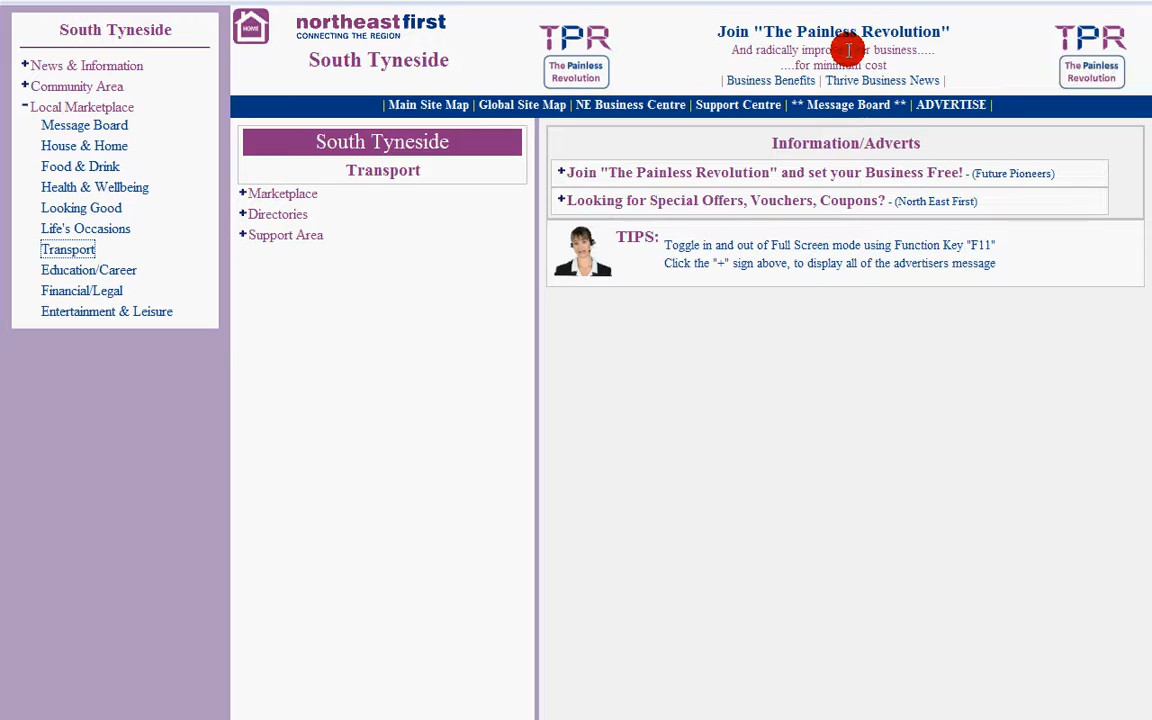 South Tyneside
News & Information
Community Area
Local Marketplace
Message Board
House & Home
Food & Drink
Health & Wellbeing
Looking Good
Life's Occasions
Transport
Education/Career
Financial/Legal
Entertainment & Leisure
HOME
northeastfirst
CONNECTING THE REGION
South Tyneside
TPR
The Painless
Revolution
Join "The Painless Revolution"
And radically business.....
....for minimum cost
| Business Benefits | Thrive Business News |
TPR
The Painless
Revolution
| Main Site Map | Global Site Map | NE Business Centre | Support Centre | ** Message Board ** | ADVERTISE |
South Tyneside
Transport
Marketplace
Directories
Support Area
Information/Adverts
Join "The Painless Revolution" and set your Business Free! - (Future Pioneers)
Looking for Special Offers, Vouchers, Coupons? - (North East First)
TIPS:
Toggle in and out of Full Screen mode using Function Key "F11"
Click the "+" sign above, to display all of the advertisers message